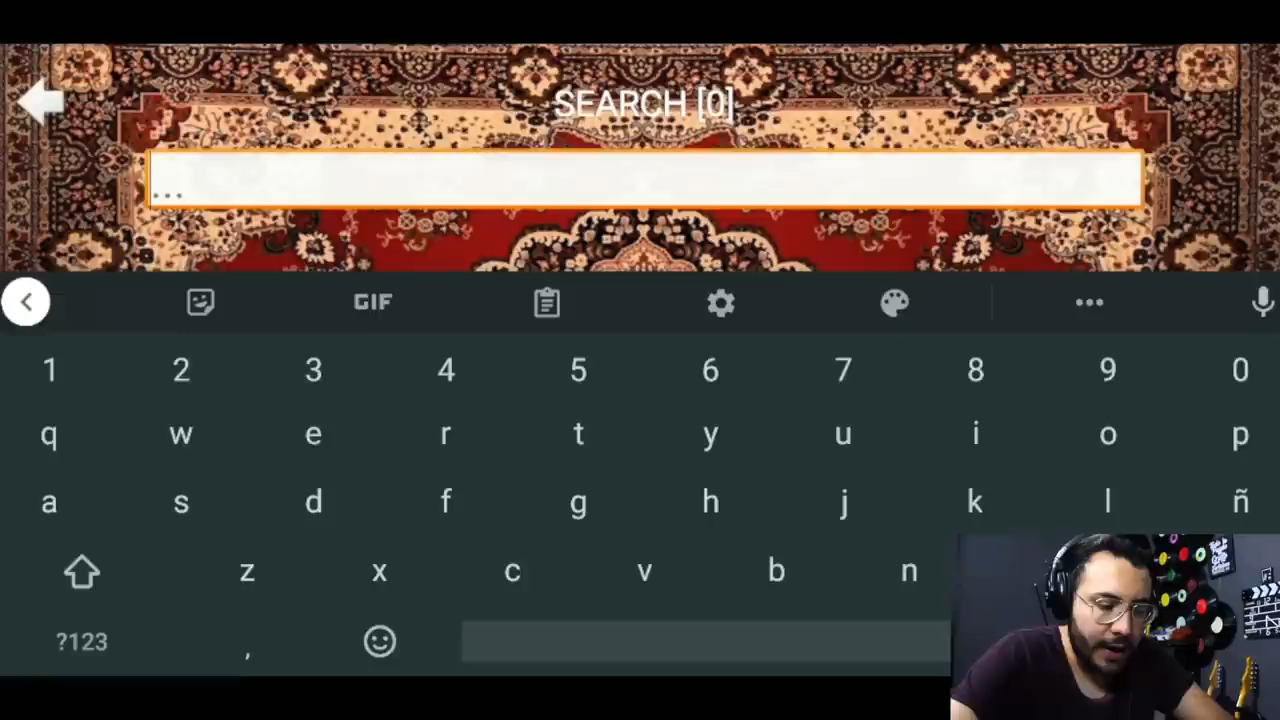 SEARCH [0]
...
GIF
1 2 3 4 5 6 7 8 9 0
q w e r t y u i o p
a s d f g h j k l ñ
z x c v b n
?123 ,